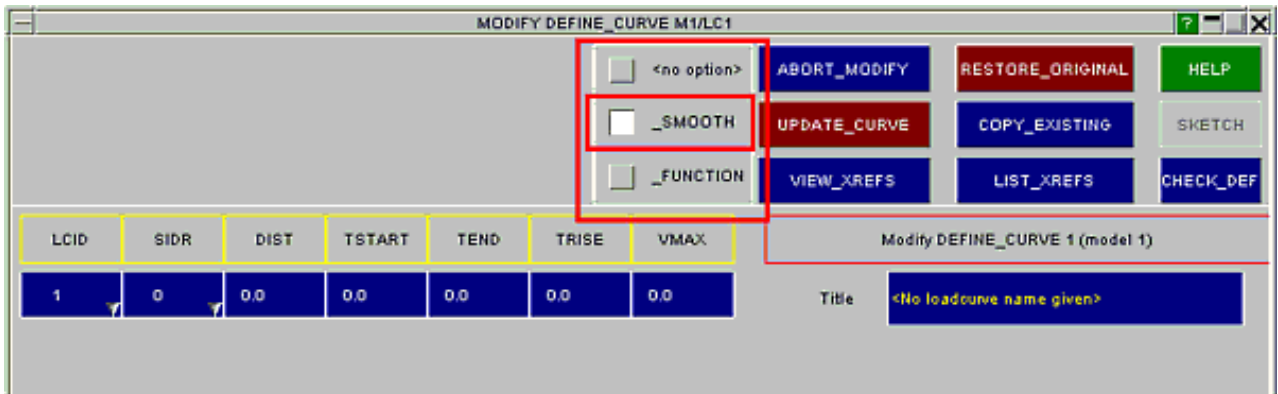 MODIFY DEFINE_CURVE M1/LC1
?
<no option> ABORT_MODIFY RESTORE_ORIGINAL HELP
_SMOOTH UPDATE_CURVE COPY_EXISTING SKETCH
_FUNCTION VIEW_XREFS LIST_XREFS CHECK_DEF
LCID SIDR DIST TSTART TEND TRISE VMAX Modify DEFINE_CURVE 1 (model 1)
1 0 0.0 0.0 0.0 0.0 0.0 Title <No loadcurve name given>